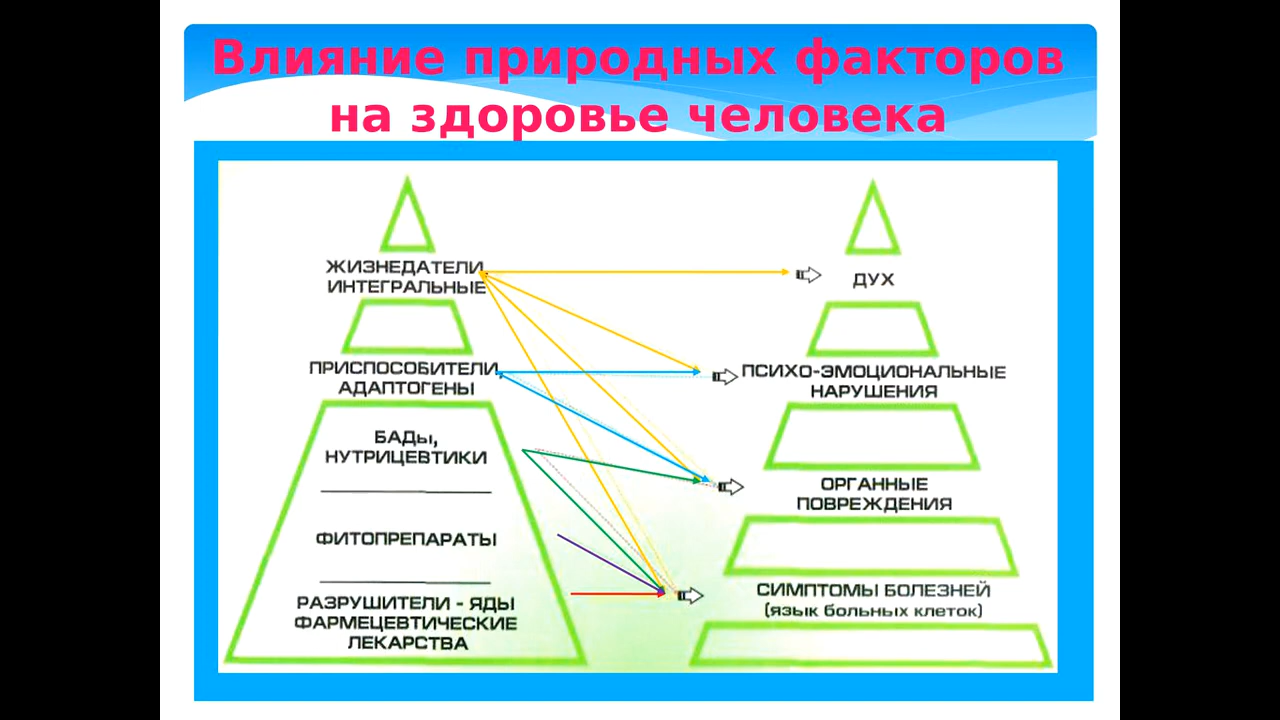 Влияние природных факторов
на здоровье человека
ЖИЗНЕДАТЕЛИ,
ИНТЕГРАЛЬНЫЕ
ДУХ
ПРИСПОСОБИТЕЛИ,
АДАПТОГЕНЫ
ПСИХО-ЭМОЦИОНАЛЬНЫЕ
НАРУШЕНИЯ
БАДы,
НУТРИЦЕВТИКИ
ОРГАННЫЕ
ПОВРЕЖДЕНИЯ
ФИТОПРЕПАРАТЫ
РАЗРУШИТЕЛИ - ЯДЫ
ФАРМЕЦЕВТИЧЕСКИЕ
ЛЕКАРСТВА
СИМПТОМЫ БОЛЕЗНЕЙ
(язык больных клеток)